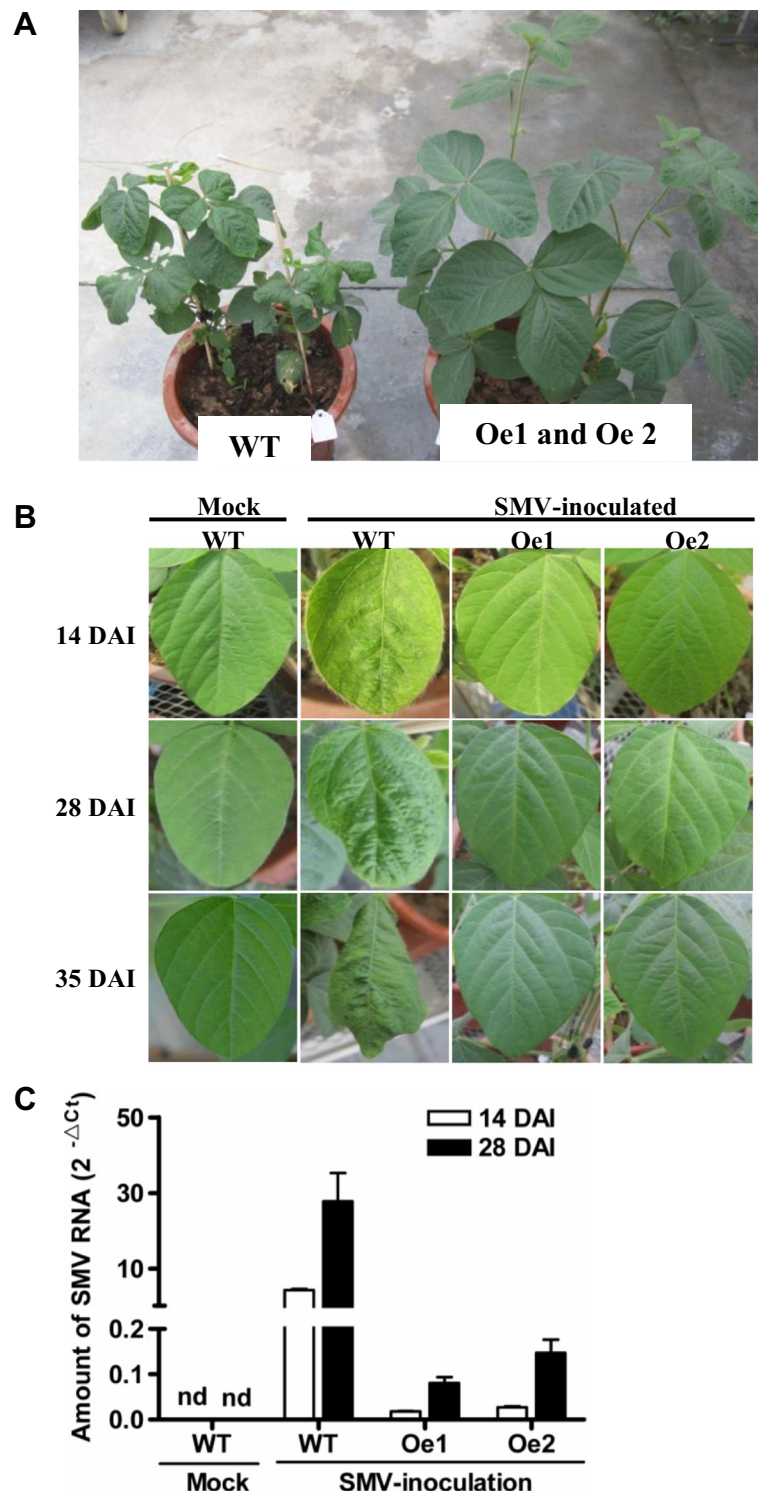 A
WT
Oe1 and Oe 2
B
Mock
SMV-inoculated
WT
WT
Oe1
Oe2
14 DAI
28 DAI
35 DAI
C
Amount of SMV RNA (2 -△Ct)
50
30
10
0.2
0.1
0.0
14 DAI
28 DAI
nd
nd
WT
WT
Oe1
Oe2
Mock
SMV-inoculation